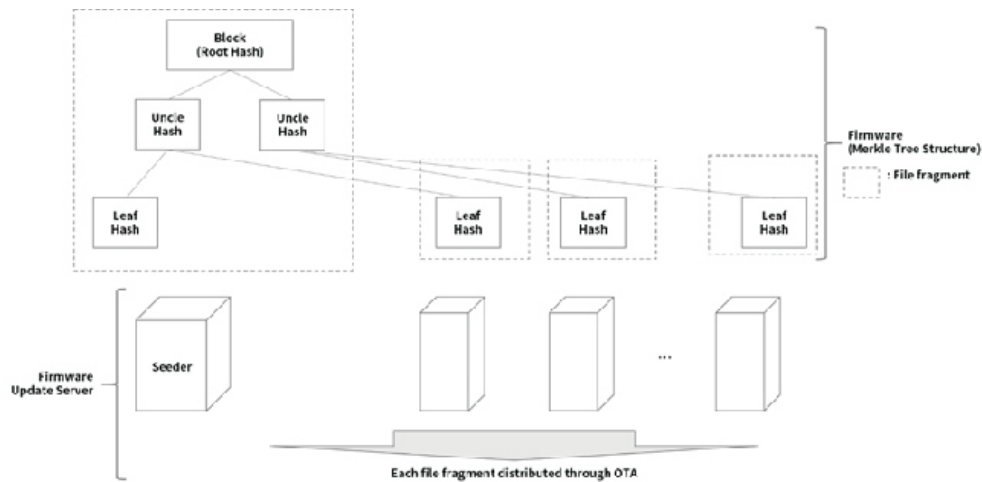 Block
(Root Hash)
Uncle
Hash
Uncle
Hash
Leaf
Hash
Leaf
Hash
Leaf
Hash
Leaf
Hash
Firmware
(Merkle Tree Structure)
: File fragment
Firmware
Update Server
Seeder
...
Each file fragment distributed through OTA